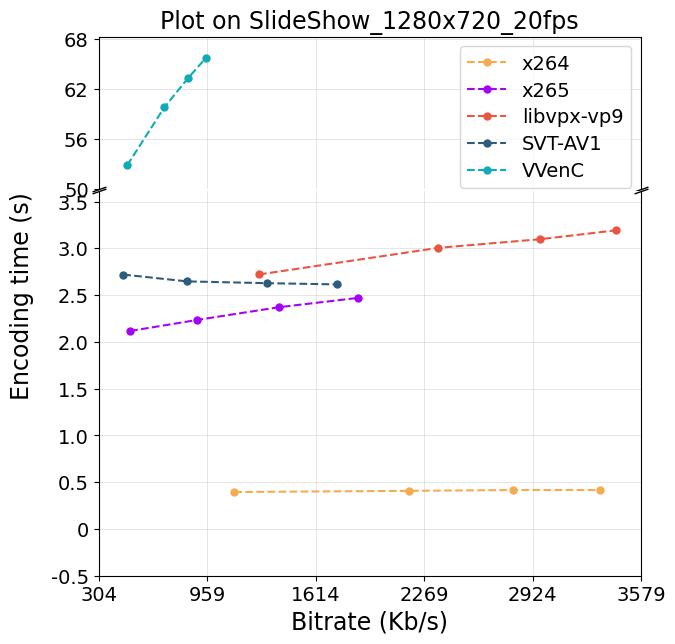 Plot on SlideShow_1280x720_20fps
68
62
56
50
3.5
3.0
2.5
2.0
1.5
1.0
0.5
0
-0.5
Encoding time (s)
x264
x265
libvpx-vp9
SVT-AV1
VVenC
304 959 1614 2269 2924 3579
Bitrate (Kb/s)